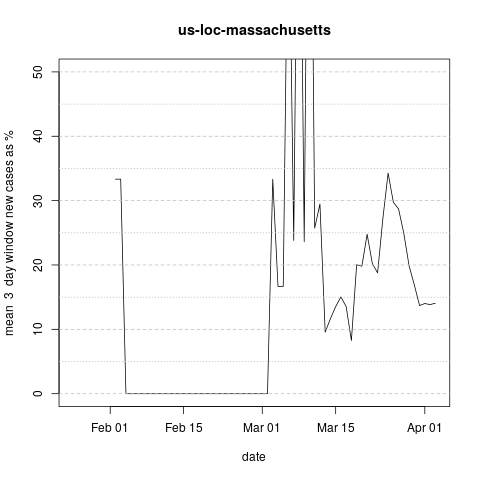 us-loc-massachusetts
mean 3 day window new cases as %
50
40
30
20
10
0
Feb 01 Feb 15 Mar 01 Mar 15 Apr 01
date